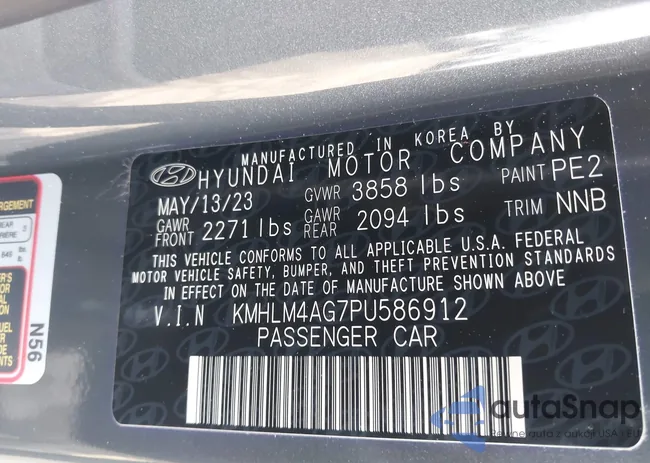 MANUFACTURED IN KOREA BY
HYUNDAI MOTOR COMPANY
MAY/13/23 GVWR 3858 lbs PAINT PE2
GAWR FRONT 2271 lbs GAWR REAR 2094 lbs TRIM NNB
THIS VEHICLE CONFORMS TO ALL APPLICABLE U.S.A. FEDERAL
MOTOR VEHICLE SAFETY, BUMPER, AND THEFT PREVENTION STANDARDS
IN EFFECT ON THE DATE OF MANUFACTURE SHOWN ABOVE
V.I.N KMHLM4AG7PU586912
PASSENGER CAR
N56
autaSnap